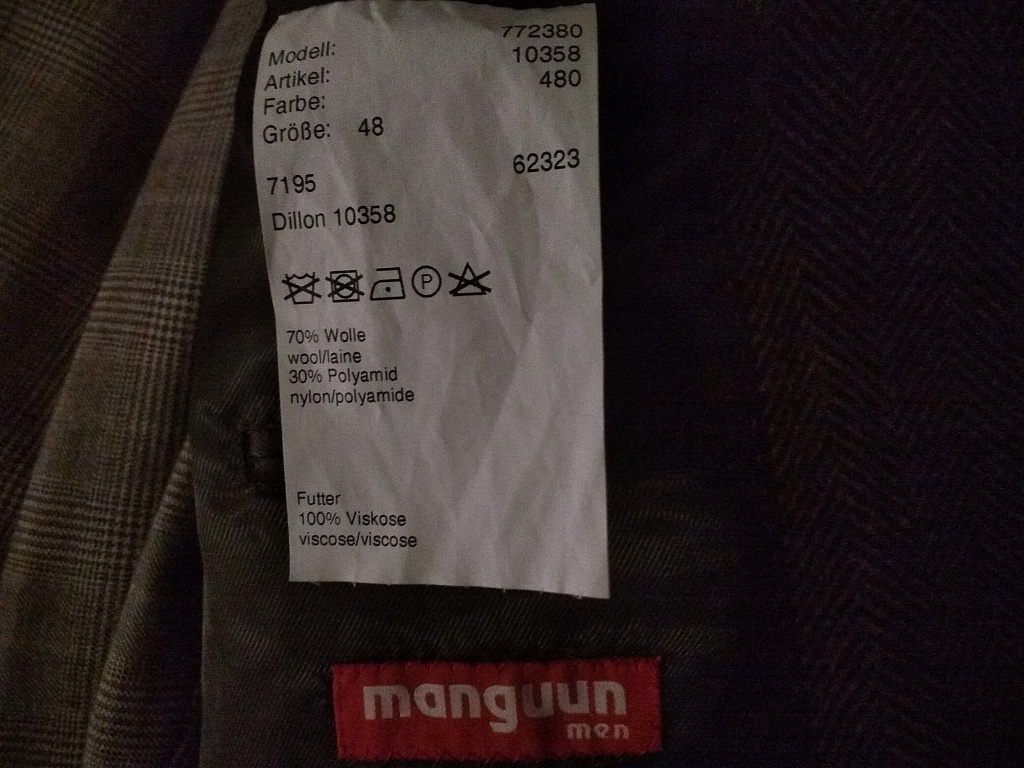 Modell: 772380
Artikel: 10358
Farbe: 480
Größe: 48
7195 62323
Dillon 10358
P
70% Wolle
wool/laine
30% Polyamid
nylon/polyamide
Futter
100% Viskose
viscose/viscose
manguun
men